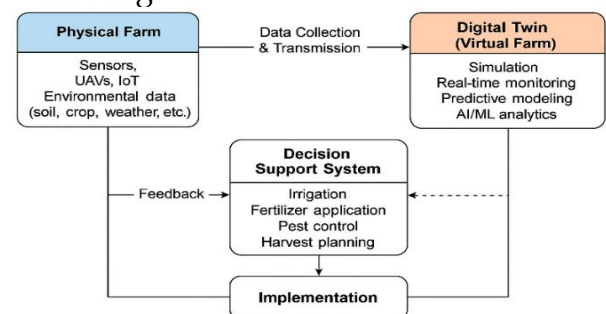 Physical Farm
Sensors,
UAVs, IoT
Environmental data
(soil, crop, weather, etc.)
Data Collection
& Transmission
Digital Twin
(Virtual Farm)
Simulation
Real-time monitoring
Predictive modeling
AI/ML analytics
Feedback
Decision
Support System
Irrigation
Fertilizer application
Pest control
Harvest planning
Implementation